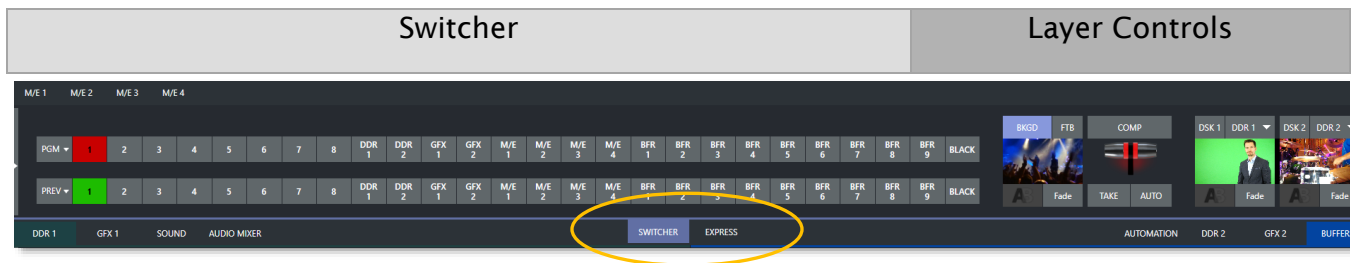 Switcher Layer Controls
M/E 1 M/E 2 M/E 3 M/E 4
BKGD FTB COMP DSK 1 DDR 1 DSK 2 DDR 2
PGM 1 2 3 4 5 6 7 8 DDR 1 DDR 2 GFX 1 GFX 2 M/E 1 M/E 2 M/E 3 M/E 4 BFR 1 BFR 2 BFR 3 BFR 4 BFR 5 BFR 6 BFR 7 BFR 8 BFR 9 BLACK
PREV 1 2 3 4 5 6 7 8 DDR 1 DDR 2 GFX 1 GFX 2 M/E 1 M/E 2 M/E 3 M/E 4 BFR 1 BFR 2 BFR 3 BFR 4 BFR 5 BFR 6 BFR 7 BFR 8 BFR 9 BLACK
Fade TAKE AUTO Fade Fade
DDR 1 GFX 1 SOUND AUDIO MIXER SWITCHER EXPRESS AUTOMATION DDR 2 GFX 2 BUFFER